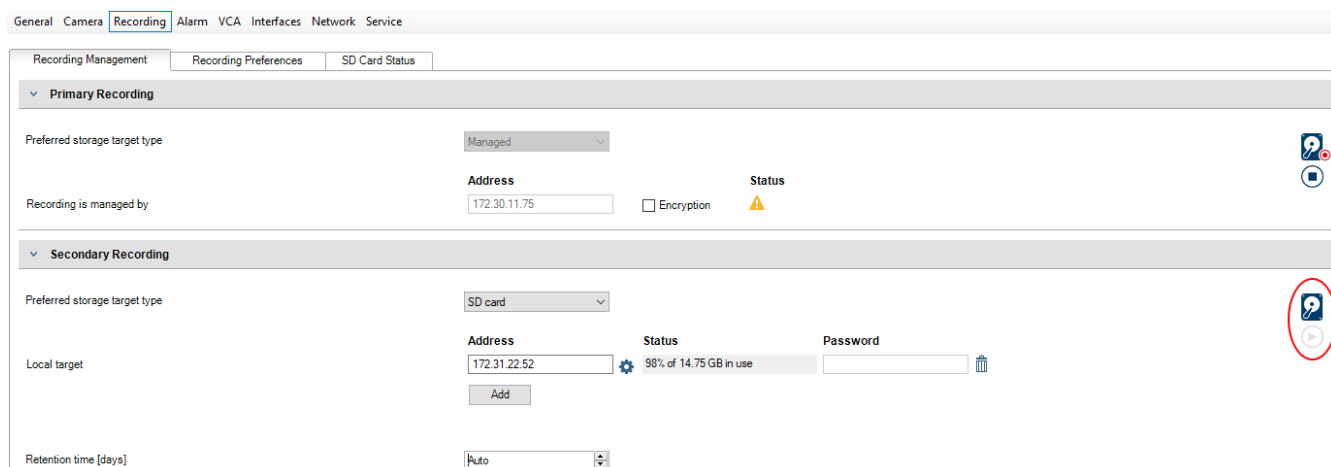 General Camera Recording Alarm VCA Interfaces Network Service
Recording Management Recording Preferences SD Card Status
Primary Recording
Preferred storage target type Managed
Address Status
Recording is managed by 172.30.11.75 Encryption
Secondary Recording
Preferred storage target type SD card
Address Status Password
Local target 172.31.22.52 98% of 14.75 GB in use
Add
Retention time [days] Auto